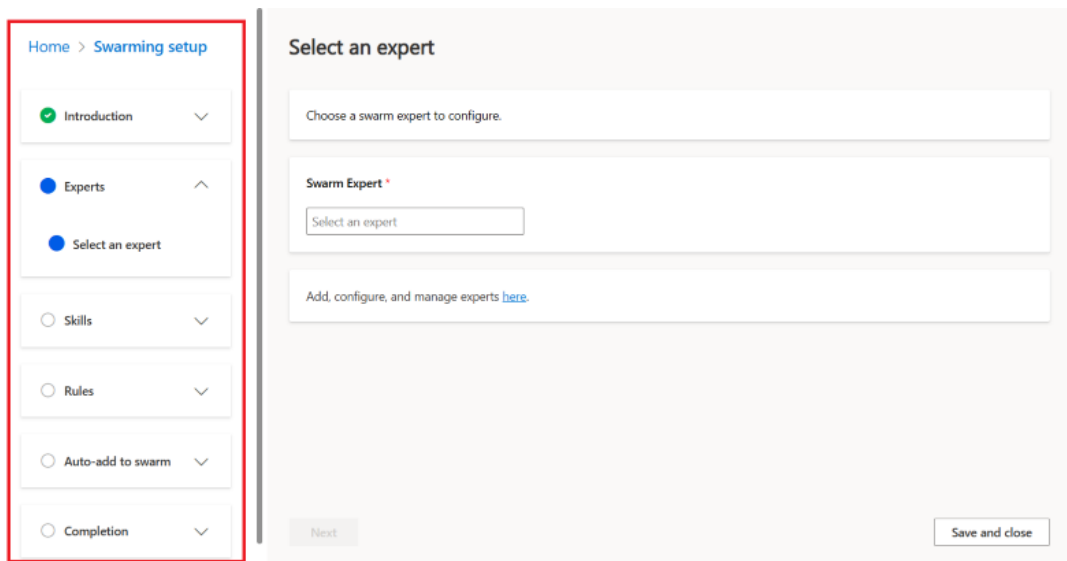 Home > Swarming setup
Introduction
Experts
Select an expert
Skills
Rules
Auto-add to swarm
Completion
Select an expert
Choose a swarm expert to configure.
Swarm Expert *
Select an expert
Add, configure, and manage experts here.
Next
Save and close